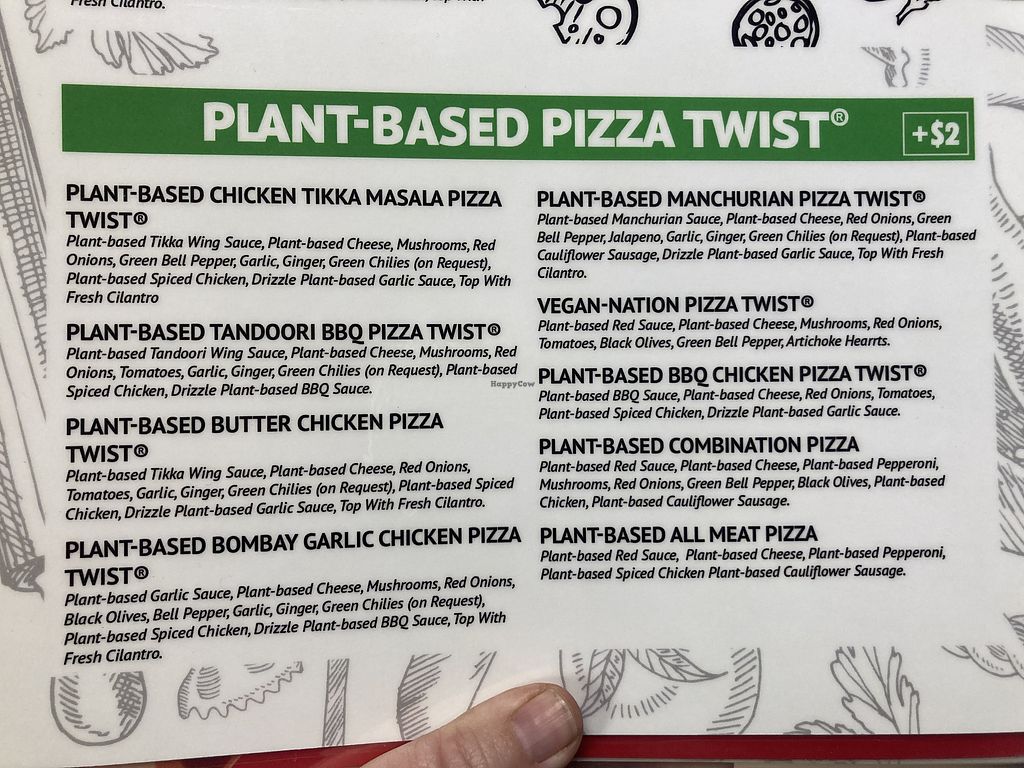 Fresh Cilantro.
PLANT-BASED PIZZA TWIST®
+$2
PLANT-BASED CHICKEN TIKKA MASALA PIZZA
TWIST®
Plant-based Tikka Wing Sauce, Plant-based Cheese, Mushrooms, Red
Onions, Green Bell Pepper, Garlic, Ginger, Green Chilies (on Request),
Plant-based Spiced Chicken, Drizzle Plant-based Garlic Sauce, Top With
Fresh Cilantro
PLANT-BASED TANDOORI BBQ PIZZA TWIST®
Plant-based Tandoori Wing Sauce, Plant-based Cheese, Mushrooms, Red
Onions, Tomatoes, Garlic, Ginger, Green Chilies (on Request), Plant-based
Spiced Chicken, Drizzle Plant-based BBQ Sauce.
PLANT-BASED BUTTER CHICKEN PIZZA
TWIST®
Plant-based Tikka Wing Sauce, Plant-based Cheese, Red Onions,
Tomatoes, Garlic, Ginger, Green Chilies (on Request), Plant-based Spiced
Chicken, Drizzle Plant-based Garlic Sauce, Top With Fresh Cilantro.
PLANT-BASED BOMBAY GARLIC CHICKEN PIZZA
TWIST®
Plant-based Garlic Sauce, Plant-based Cheese, Mushrooms, Red Onions,
Black Olives, Bell Pepper, Garlic, Ginger, Green Chilies (on Request),
Plant-based Spiced Chicken, Drizzle Plant-based BBQ Sauce, Top With
Fresh Cilantro.
PLANT-BASED MANCHURIAN PIZZA TWIST®
Plant-based Manchurian Sauce, Plant-based Cheese, Red Onions, Green
Bell Pepper, Jalapeno, Garlic, Ginger, Green Chilies (on Request), Plant-based
Cauliflower Sausage, Drizzle Plant-based Garlic Sauce, Top With Fresh
Cilantro.
VEGAN-NATION PIZZA TWIST®
Plant-based Red Sauce, Plant-based Cheese, Mushrooms, Red Onions,
Tomatoes, Black Olives, Green Bell Pepper, Artichoke Hearrts.
PLANT-BASED BBQ CHICKEN PIZZA TWIST®
Plant-based BBQ Sauce, Plant-based Cheese, Red Onions, Tomatoes,
Plant-based Spiced Chicken, Drizzle Plant-based Garlic Sauce.
PLANT-BASED COMBINATION PIZZA
Plant-based Red Sauce, Plant-based Cheese, Plant-based Pepperoni,
Mushrooms, Red Onions, Green Bell Pepper, Black Olives, Plant-based
Chicken, Plant-based Cauliflower Sausage.
PLANT-BASED ALL MEAT PIZZA
Plant-based Red Sauce, Plant-based Cheese, Plant-based Pepperoni,
Plant-based Spiced Chicken Plant-based Cauliflower Sausage.
HappyCow